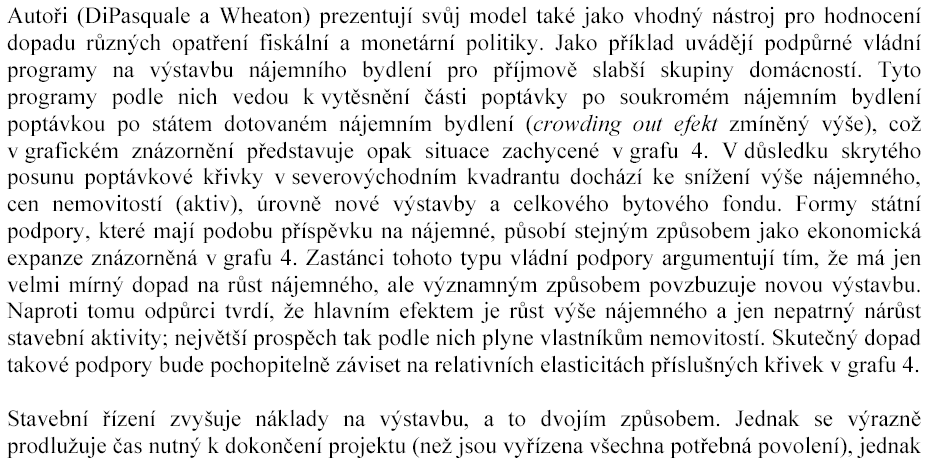 Autoři (DiPasquale a Wheaton) prezentují svůj model také jako vhodný nástroj pro hodnocení
dopadu různých opatření fiskální a monetární politiky. Jako příklad uvádějí podpůrné vládní
programy na výstavbu nájemního bydlení pro příjmově slabší skupiny domácností. Tyto
programy podle nich vedou k vytěsnění části poptávky po soukromém nájemním bydlení
poptávkou po státem dotovaném nájemním bydlení (crowding out efekt zmíněný výše), což
v grafickém znázornění představuje opak situace zachycené v grafu 4. V důsledku skrytého
posunu poptávkové křivky v severovýchodním kvadrantu dochází ke snížení výše nájemného,
cen nemovitostí (aktiv), úrovně nové výstavby a celkového bytového fondu. Formy státní
podpory, které mají podobu příspěvku na nájemné, působí stejným způsobem jako ekonomická
expanze znázorněná v grafu 4. Zastánci tohoto typu vládní podpory argumentují tím, že má jen
velmi mírný dopad na růst nájemného, ale významným způsobem povzbuzuje novou výstavbu.
Naproti tomu odpůrci tvrdí, že hlavním efektem je růst výše nájemného a jen nepatrný nárůst
stavební aktivity; největší prospěch tak podle nich plyne vlastníkům nemovitostí. Skutečný dopad
takové podpory bude pochopitelně záviset na relativních elasticitách příslušných křivek v grafu 4.
Stavební řízení zvyšuje náklady na výstavbu, a to dvojím způsobem. Jednak se výrazně
prodlužuje čas nutný k dokončení projektu (než jsou vyřízena všechna potřebná povolení), jednak